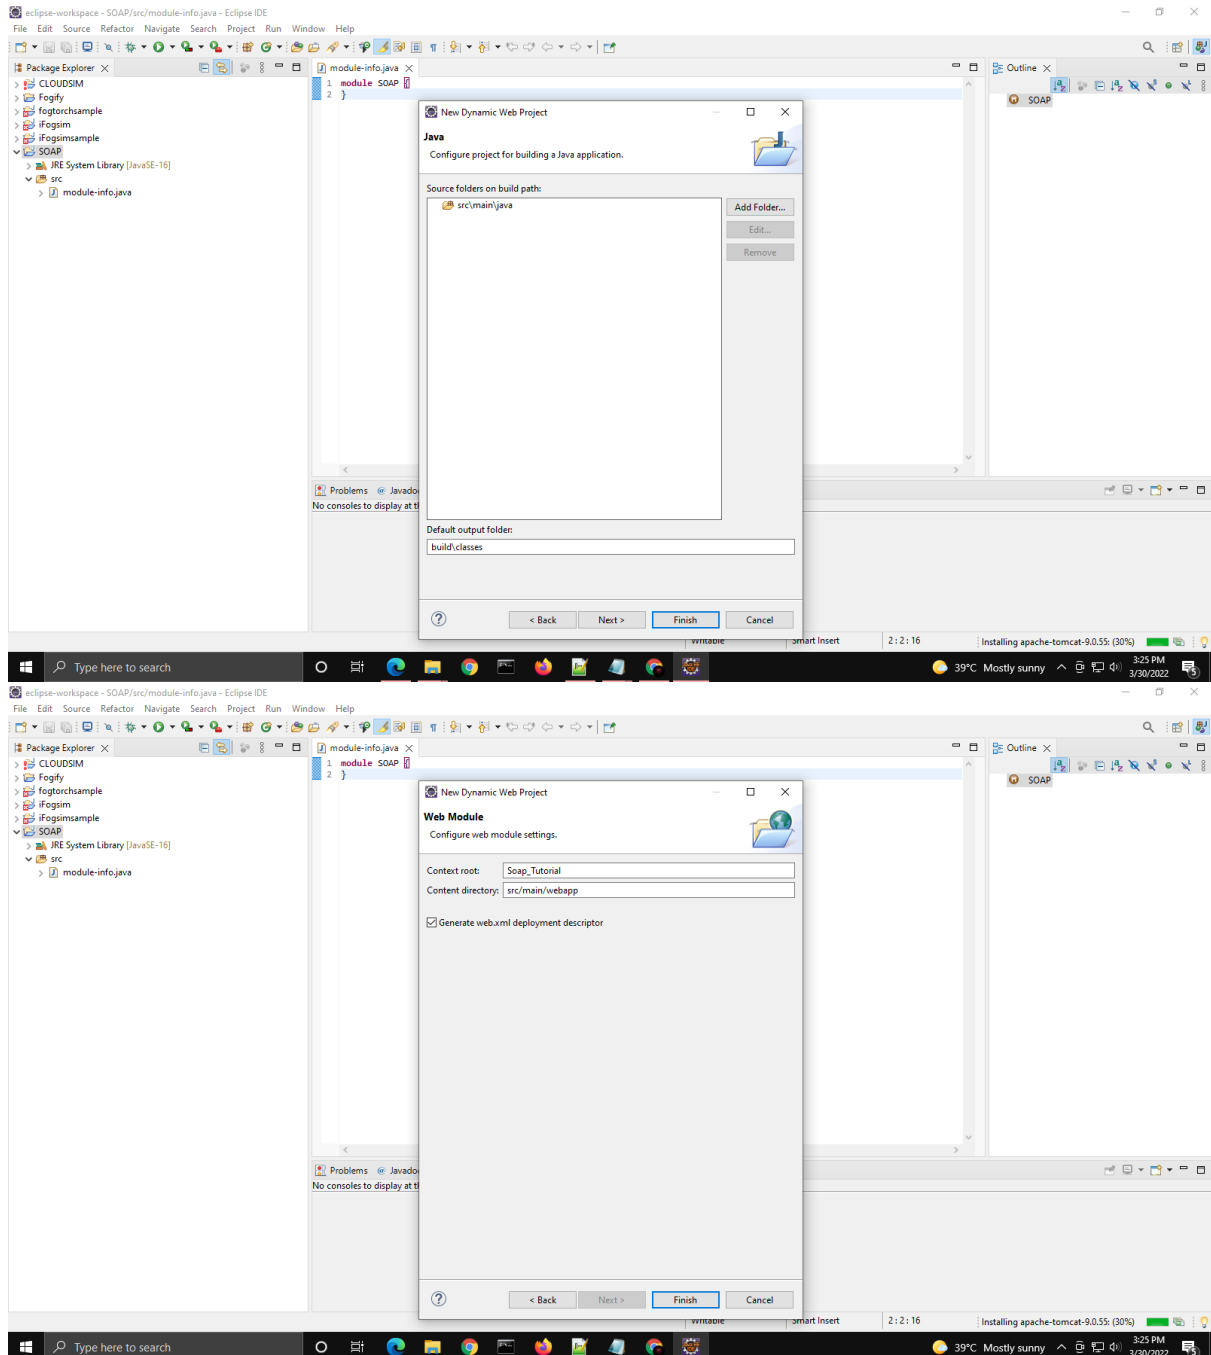 eclipse-workspace - SOAP/src/module-info.java - Eclipse IDE
File Edit Source Refactor Navigate Search Project Run Window Help
Package Explorer
CLOUDSIM
Fogify
fogtorchsample
iFogsim
iFogsimsample
SOAP
JRE System Library [JavaSE-16]
src
module-info.java
module-info.java
1 module SOAP {
2 }
Outline
SOAP
New Dynamic Web Project
Java
Configure project for building a Java application.
Source folders on build path:
src\main\java
Add Folder...
Edit...
Remove
Default output folder:
build\classes
< Back Next > Finish Cancel
Problems @ Javado
No consoles to display at t
Writable Smart Insert 2 : 2 : 16 Installing apache-tomcat-9.0.55: (30%)
Type here to search
39°C Mostly sunny
3:25 PM
3/30/2022
5
eclipse-workspace - SOAP/src/module-info.java - Eclipse IDE
File Edit Source Refactor Navigate Search Project Run Window Help
Package Explorer
CLOUDSIM
Fogify
fogtorchsample
iFogsim
iFogsimsample
SOAP
JRE System Library [JavaSE-16]
src
module-info.java
module-info.java
1 module SOAP {
2 }
Outline
SOAP
New Dynamic Web Project
Web Module
Configure web module settings.
Context root: Soap_Tutorial
Content directory: src/main/webapp
Generate web.xml deployment descriptor
< Back Next > Finish Cancel
Problems @ Javado
No consoles to display at t
Writable Smart Insert 2 : 2 : 16 Installing apache-tomcat-9.0.55: (30%)
Type here to search
39°C Mostly sunny
3:25 PM
3/30/2022
5